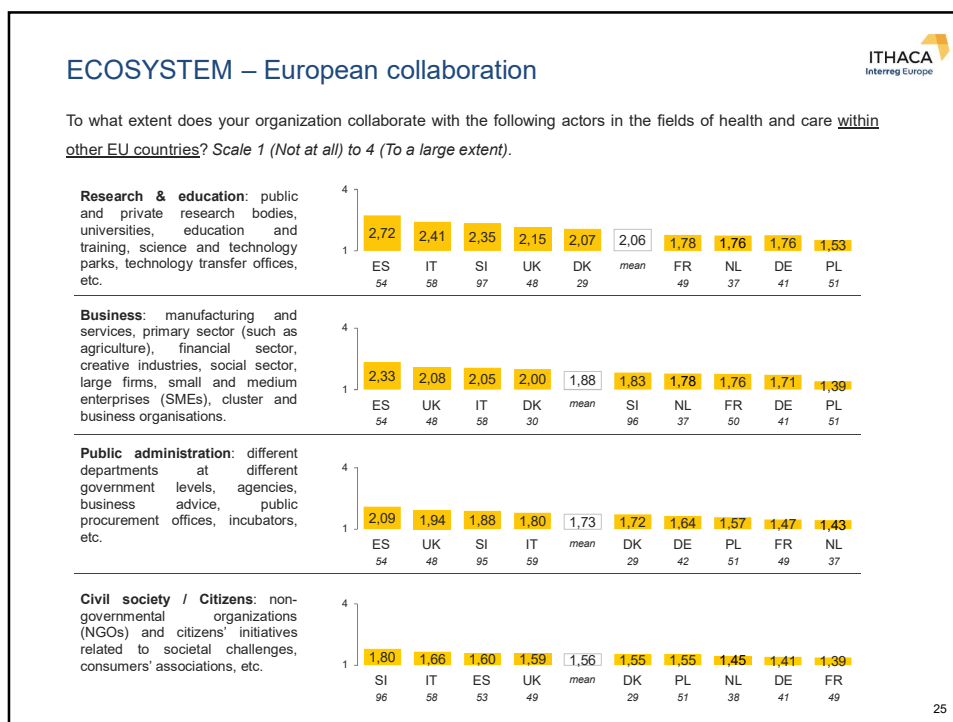 ECOSYSTEM – European collaboration
ITHACA
Interreg Europe
To what extent does your organization collaborate with the following actors in the fields of health and care within
other EU countries? Scale 1 (Not at all) to 4 (To a large extent).
Research & education: public
and private research bodies,
universities, education and
training, science and technology
parks, technology transfer offices,
etc.
4
1
2,72 2,41 2,35 2,15 2,07 2,06 1,78 1,76 1,76 1,53
ES IT SI UK DK mean FR NL DE PL
54 58 97 48 29 49 37 41 51
Business: manufacturing and
services, primary sector (such as
agriculture), financial sector,
creative industries, social sector,
large firms, small and medium
enterprises (SMEs), cluster and
business organisations.
4
1
2,33 2,08 2,05 2,00 1,88 1,83 1,78 1,76 1,71 1,39
ES UK IT DK mean SI NL FR DE PL
54 48 58 30 96 37 50 41 51
Public administration: different
departments at different
government levels, agencies,
business advice, public
procurement offices, incubators,
etc.
4
1
2,09 1,94 1,88 1,80 1,73 1,72 1,64 1,57 1,47 1,43
ES UK SI IT mean DK DE PL FR NL
54 48 95 59 29 42 51 49 37
Civil society / Citizens: non-
governmental organizations
(NGOs) and citizens’ initiatives
related to societal challenges,
consumers’ associations, etc.
4
1
1,80 1,66 1,60 1,59 1,56 1,55 1,55 1,45 1,41 1,39
SI IT ES UK mean DK PL NL DE FR
96 58 53 49 29 51 38 41 49
25